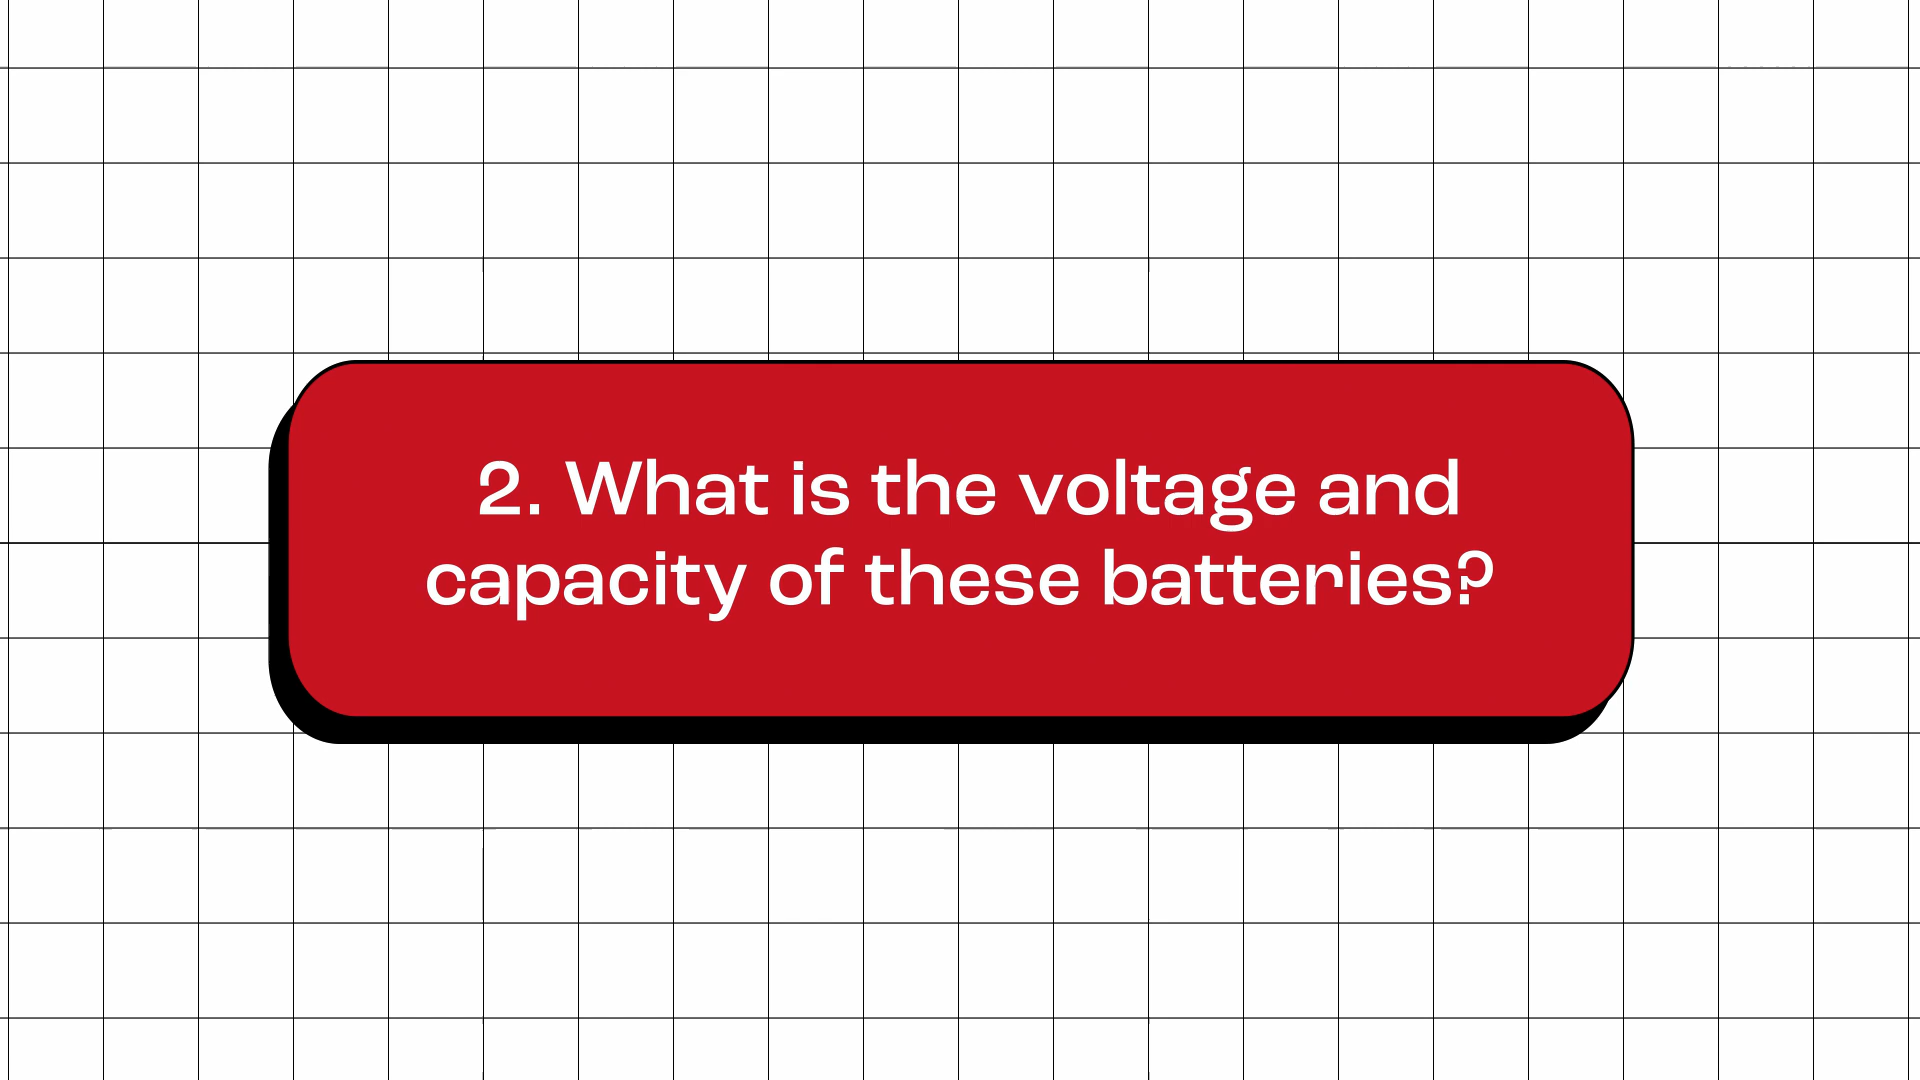 2. What is the voltage and
capacity of these batteries?